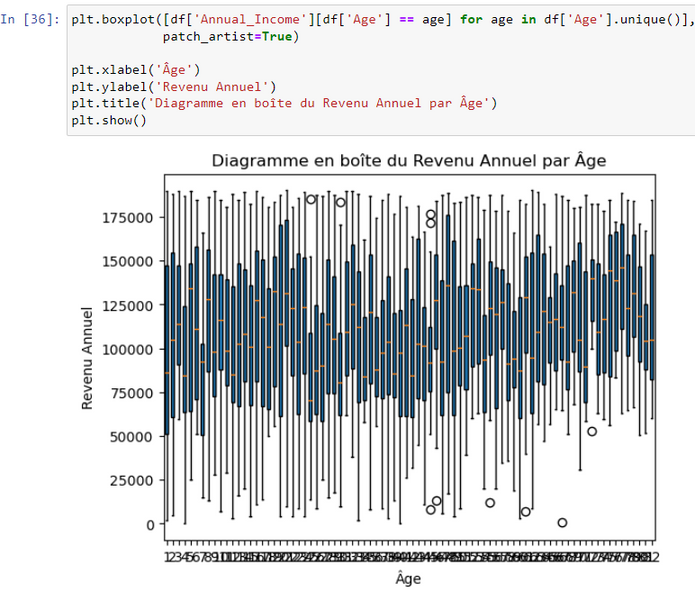 In [36]: plt.boxplot([df['Annual_Income'][df['Age'] == age] for age in df['Age'].unique()],
patch_artist=True)
plt.xlabel('Âge')
plt.ylabel('Revenu Annuel')
plt.title('Diagramme en boîte du Revenu Annuel par Âge')
plt.show()
Diagramme en boîte du Revenu Annuel par Âge
175000
150000
125000
100000
75000
50000
25000
0
Revenu Annuel
Âge